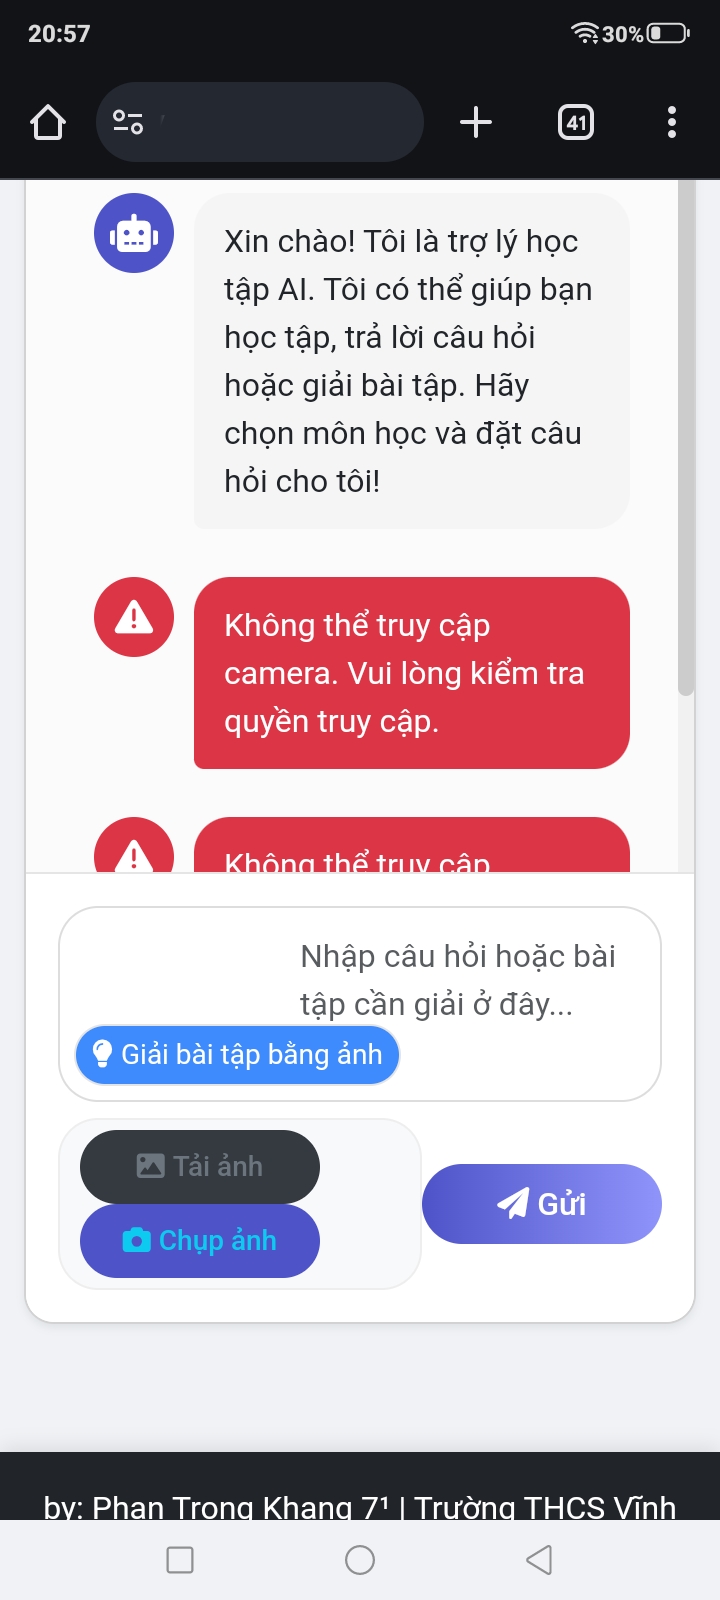 20:57
30%
41
Xin chào! Tôi là trợ lý học
tập AI. Tôi có thể giúp bạn
học tập, trả lời câu hỏi
hoặc giải bài tập. Hãy
chọn môn học và đặt câu
hỏi cho tôi!
Không thể truy cập
camera. Vui lòng kiểm tra
quyền truy cập.
Không thể truy cập
Nhập câu hỏi hoặc bài
tập cần giải ở đây...
Giải bài tập bằng ảnh
Tải ảnh
Chụp ảnh
Gửi
by: Phan Trong Khang 7¹ | Trường THCS Vĩnh